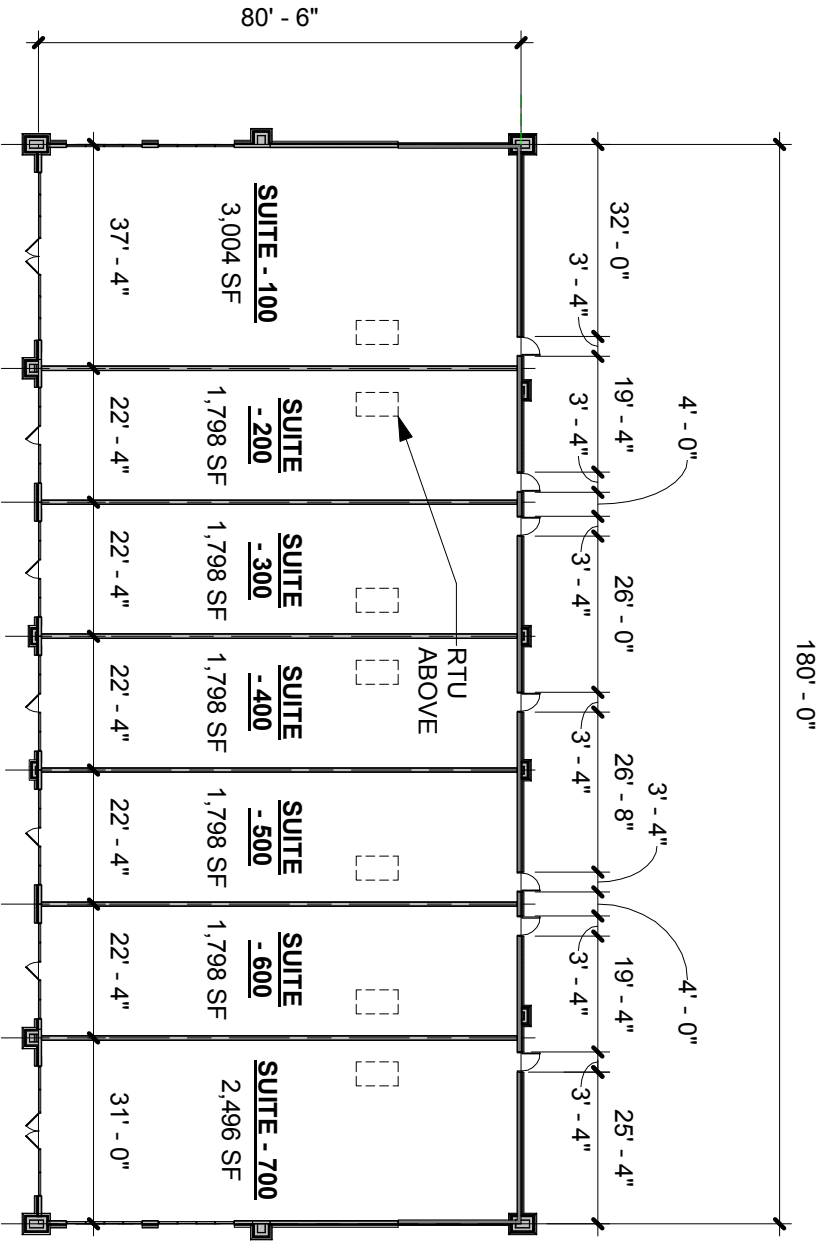 80' - 6"
180' - 0"
32' - 0"
3' - 4"
19' - 4"
3' - 4"
4' - 0"
3' - 4"
26' - 0"
3' - 4"
26' - 8"
3' - 4"
4' - 0"
3' - 4"
19' - 4"
3' - 4"
25' - 4"
RTU
ABOVE
SUITE - 100
3,004 SF
37' - 4"
SUITE
- 200
1,798 SF
22' - 4"
SUITE
- 300
1,798 SF
22' - 4"
SUITE
- 400
1,798 SF
22' - 4"
SUITE
- 500
1,798 SF
22' - 4"
SUITE
- 600
1,798 SF
22' - 4"
SUITE - 700
2,496 SF
31' - 0"